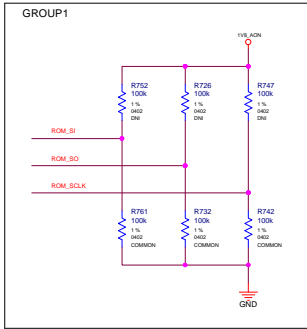 GROUP1
1V8_AON
R752
100k
1 %
0402
DNI
R726
100k
1 %
0402
DNI
R747
100k
1 %
0402
DNI
ROM_SI
ROM_SO
ROM_SCLK
R761
100k
1 %
0402
COMMON
R732
100k
1 %
0402
COMMON
R742
100k
1 %
0402
COMMON
GND